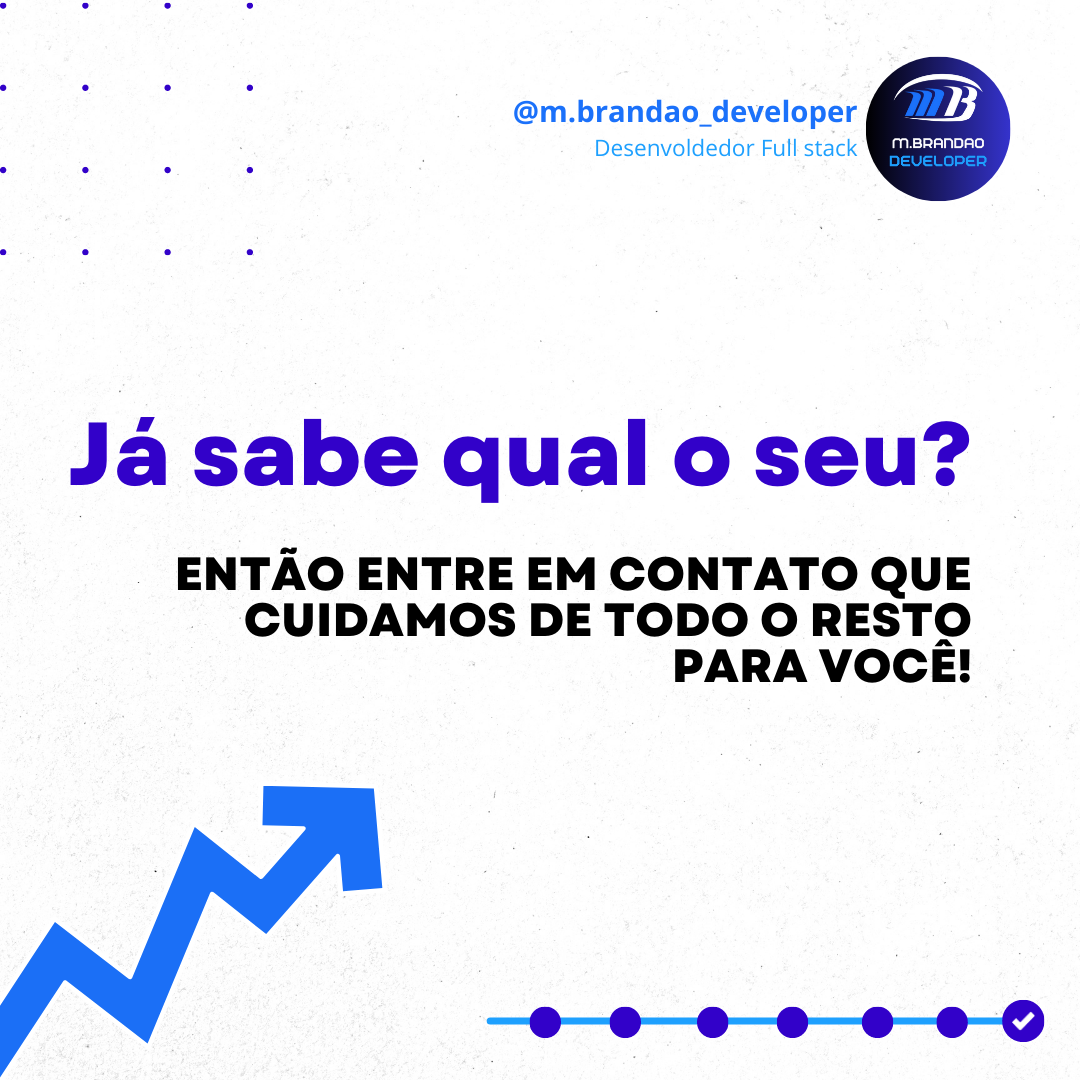 @m.brandao_developer
Desenvoldedor Full stack
mB
M.BRANDAO
DEVELOPER
Já sabe qual o seu?
ENTÃO ENTRE EM CONTATO QUE
CUIDAMOS DE TODO O RESTO
PARA VOCÊ!